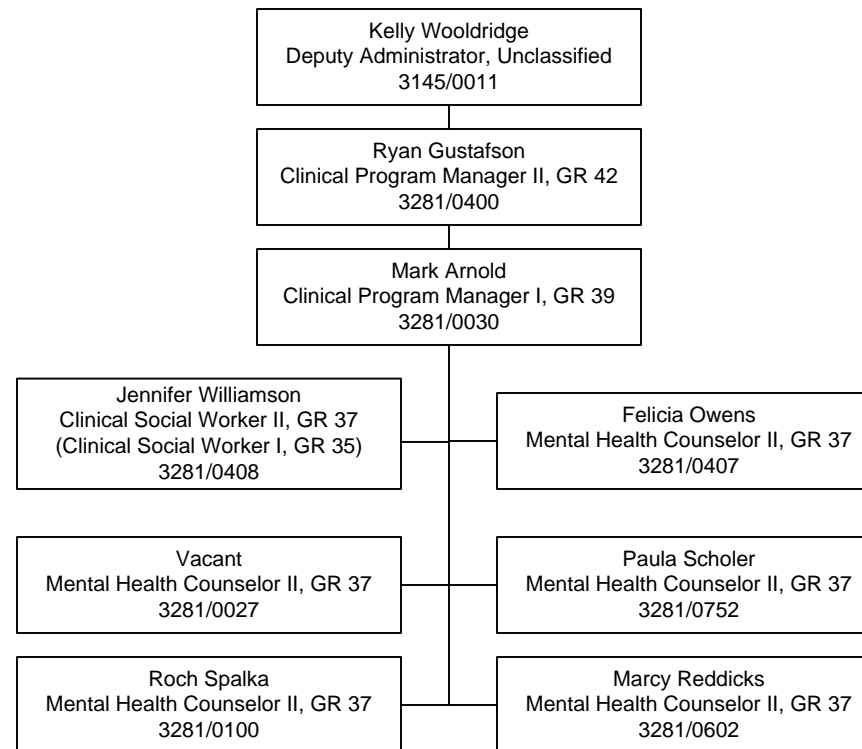 Kelly Wooldridge
Deputy Administrator, Unclassified
3145/0011
Ryan Gustafson
Clinical Program Manager II, GR 42
3281/0400
Mark Arnold
Clinical Program Manager I, GR 39
3281/0030
Jennifer Williamson
Clinical Social Worker II, GR 37
(Clinical Social Worker I, GR 35)
3281/0408
Felicia Owens
Mental Health Counselor II, GR 37
3281/0407
Vacant
Mental Health Counselor II, GR 37
3281/0027
Paula Scholer
Mental Health Counselor II, GR 37
3281/0752
Roch Spalka
Mental Health Counselor II, GR 37
3281/0100
Marcy Reddicks
Mental Health Counselor II, GR 37
3281/0602